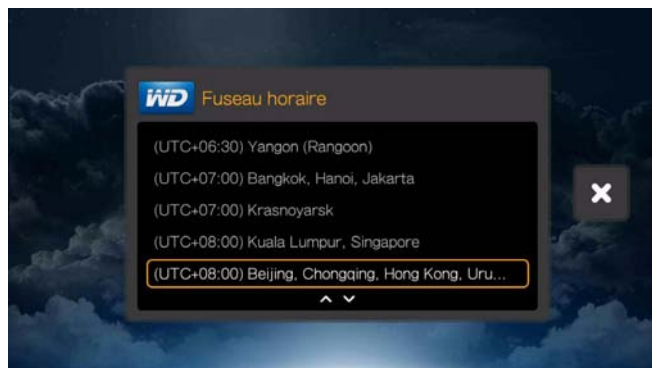 WD Fuseau horaire
(UTC+06:30) Yangon (Rangoon)
(UTC+07:00) Bangkok, Hanoi, Jakarta
(UTC+07:00) Krasnoyarsk
(UTC+08:00) Kuala Lumpur, Singapore
(UTC+08:00) Beijing, Chongqing, Hong Kong, Uru...